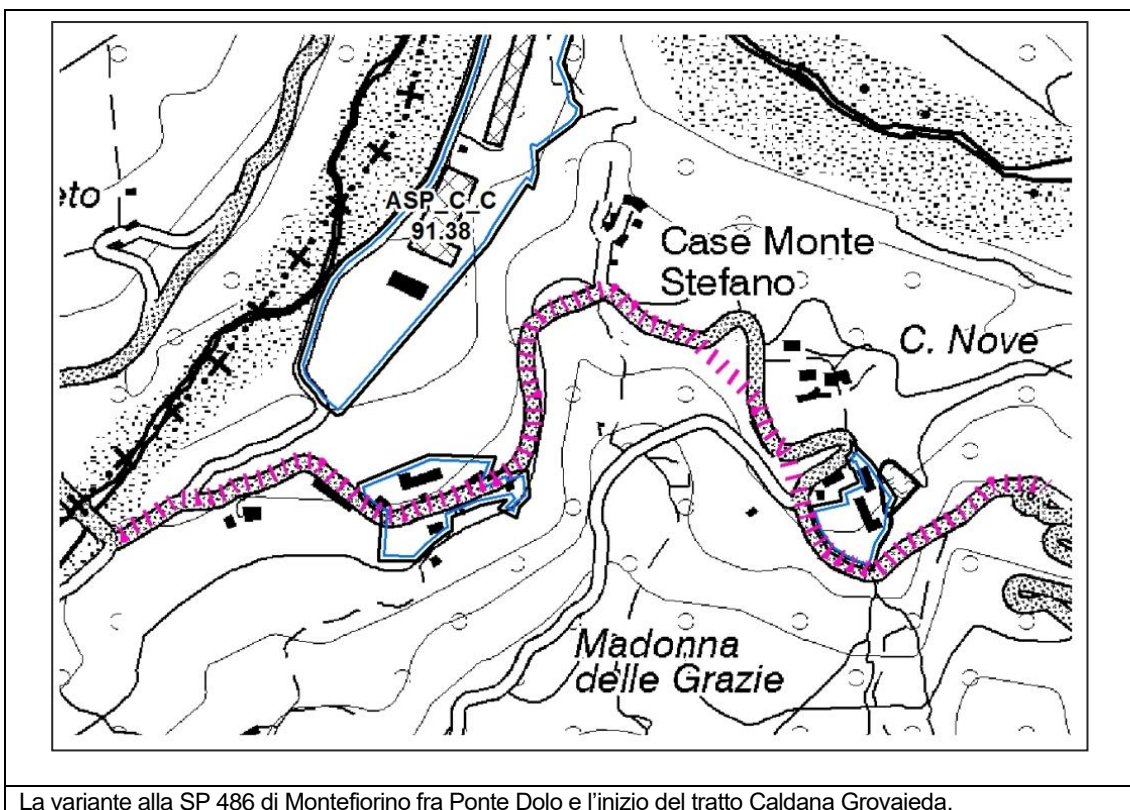 eto
ASP_C_C
91.38
Case Monte
Stefano
C. Nove
Madonna
delle Grazie
La variante alla SP 486 di Montefiorino fra Ponte Dolo e l'inizio del tratto Caldana Grovaieda.